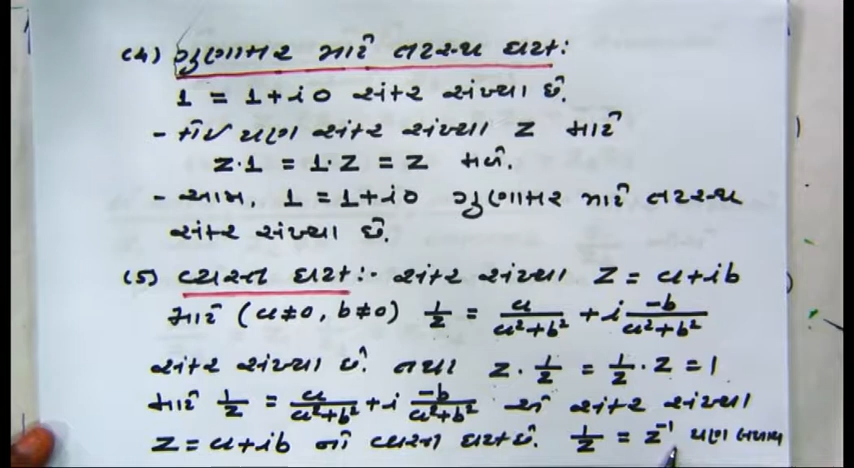 (4) ગુણાકાર માટે તટસ્થ ઘટક:
1 = 1+i0 સંકર સંખ્યા છે.
- કોઈ પણ સંકર સંખ્યા z માટે
z·1 = 1·z = z મળે.
- આમ, 1 = 1+i0 ગુણાકાર માટે તટસ્થ
સંકર સંખ્યા છે.
(5) વ્યસ્ત ઘટક:- સંકર સંખ્યા z = a+ib
માટે (a≠0, b≠0) 1/z = a/(a²+b²) + i -b/(a²+b²)
સંકર સંખ્યા છે. તથા z · 1/z = 1/z · z = 1
માટે 1/z = a/(a²+b²) + i -b/(a²+b²) એ સંકર સંખ્યા
z = a+ib નો વ્યસ્ત ઘટક છે. 1/z = z⁻¹ પણ લખાય